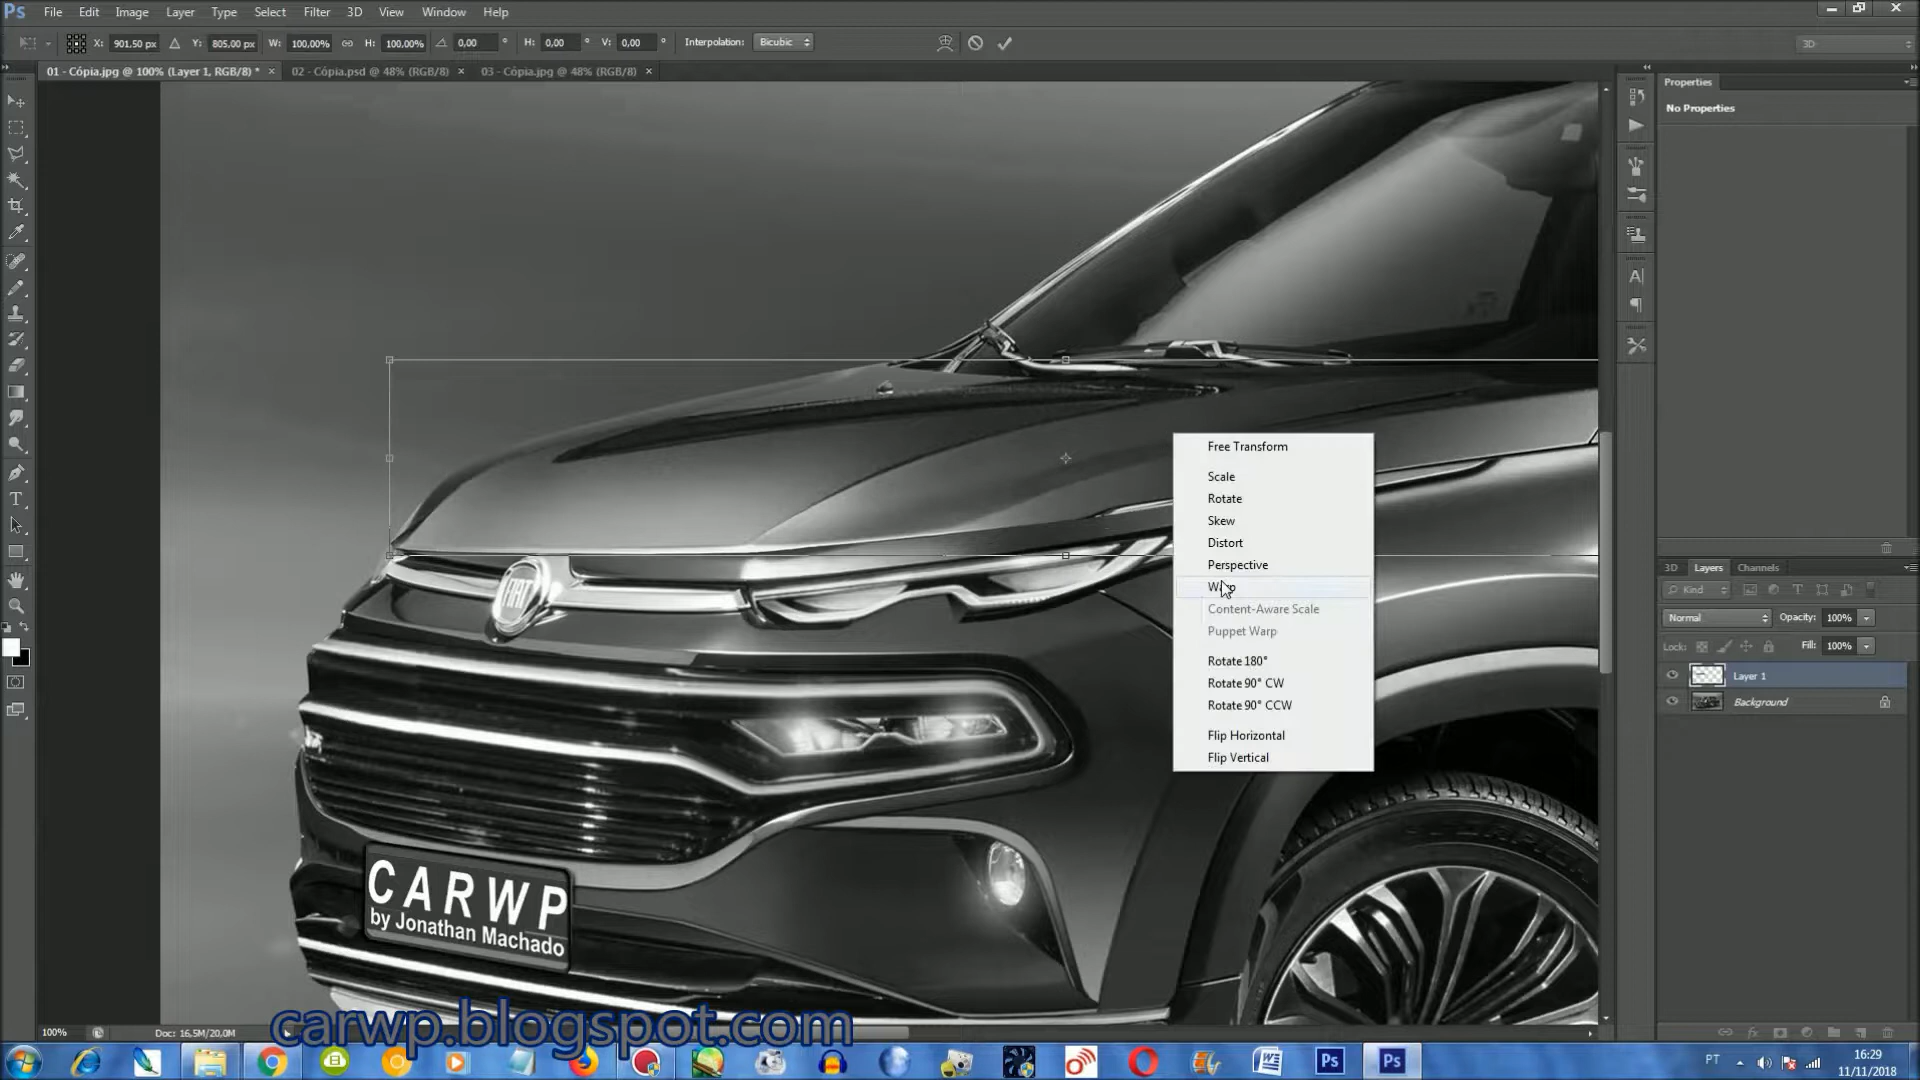 Ps File Edit Image Layer Type Select Filter 3D View Window Help
X: 901.50 px Y: 805.00 px W: 100,00% H: 100,00% 0,00 ° H: 0,00 ° V: 0,00 ° Interpolation: Bicubic 3D
01 - Cópia.jpg @ 100% (Layer 1, RGB/8) * × 02 - Cópia.psd @ 48% (RGB/8) × 03 - Cópia.jpg @ 48% (RGB/8) ×
Properties
No Properties
Free Transform
Scale
Rotate
Skew
Distort
Perspective
Warp
Content-Aware Scale
Puppet Warp
Rotate 180°
Rotate 90° CW
Rotate 90° CCW
Flip Horizontal
Flip Vertical
FIAT
CARWP
by Jonathan Machado
3D Layers Channels
Kind
Normal Opacity: 100%
Lock: Fill: 100%
Layer 1
Background
100% Doc: 16,5M/20,0M
carwp.blogspot.com
PT 16:29
11/11/2018